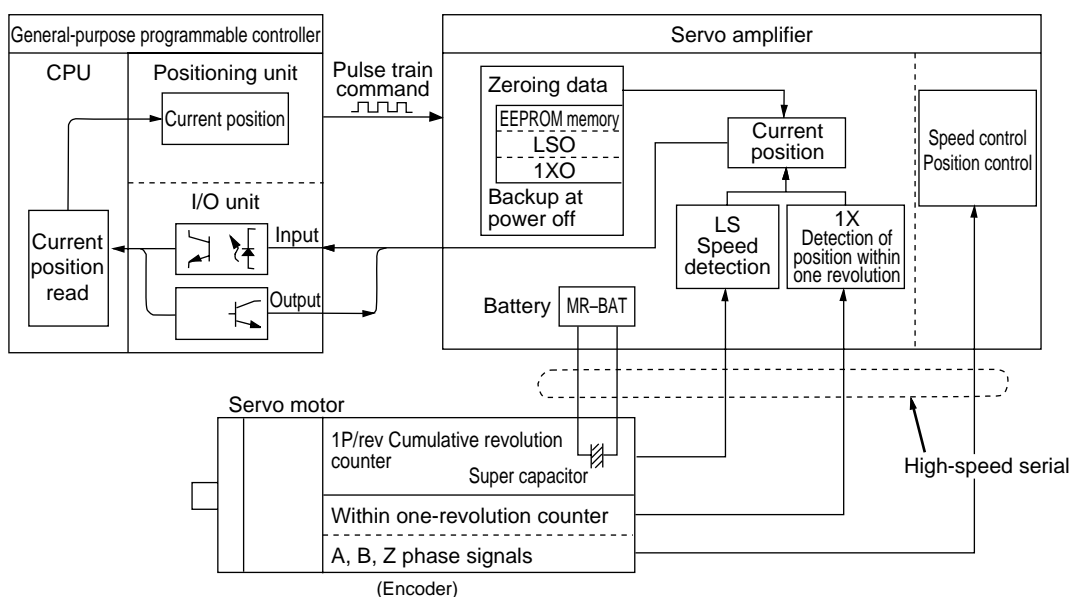 General-purpose programmable controller
CPU
Positioning unit
Current position
I/O unit
Current
position
read
Input
Output
Pulse train
command
Servo amplifier
Zeroing data
EEPROM memory
LSO
1XO
Backup at
power off
Current
position
LS
Speed
detection
1X
Detection of
position within
one revolution
Speed control
Position control
Battery
MR–BAT
High-speed serial
Servo motor
1P/rev Cumulative revolution
counter
Super capacitor
Within one-revolution counter
A, B, Z phase signals
(Encoder)